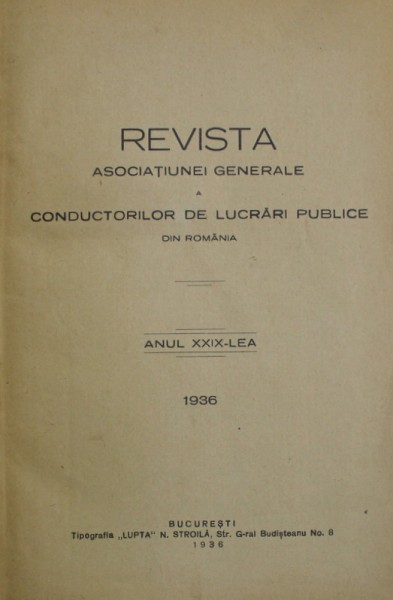 REVISTA
ASOCIAȚIUNEI GENERALE
A
CONDUCTORILOR DE LUCRĂRI PUBLICE
DIN ROMÂNIA
ANUL XXIX-LEA
1936
BUCUREȘTI
Tipografia „LUPTA" N. STROILĂ, Str. G-ral Budișteanu No. 8
1936